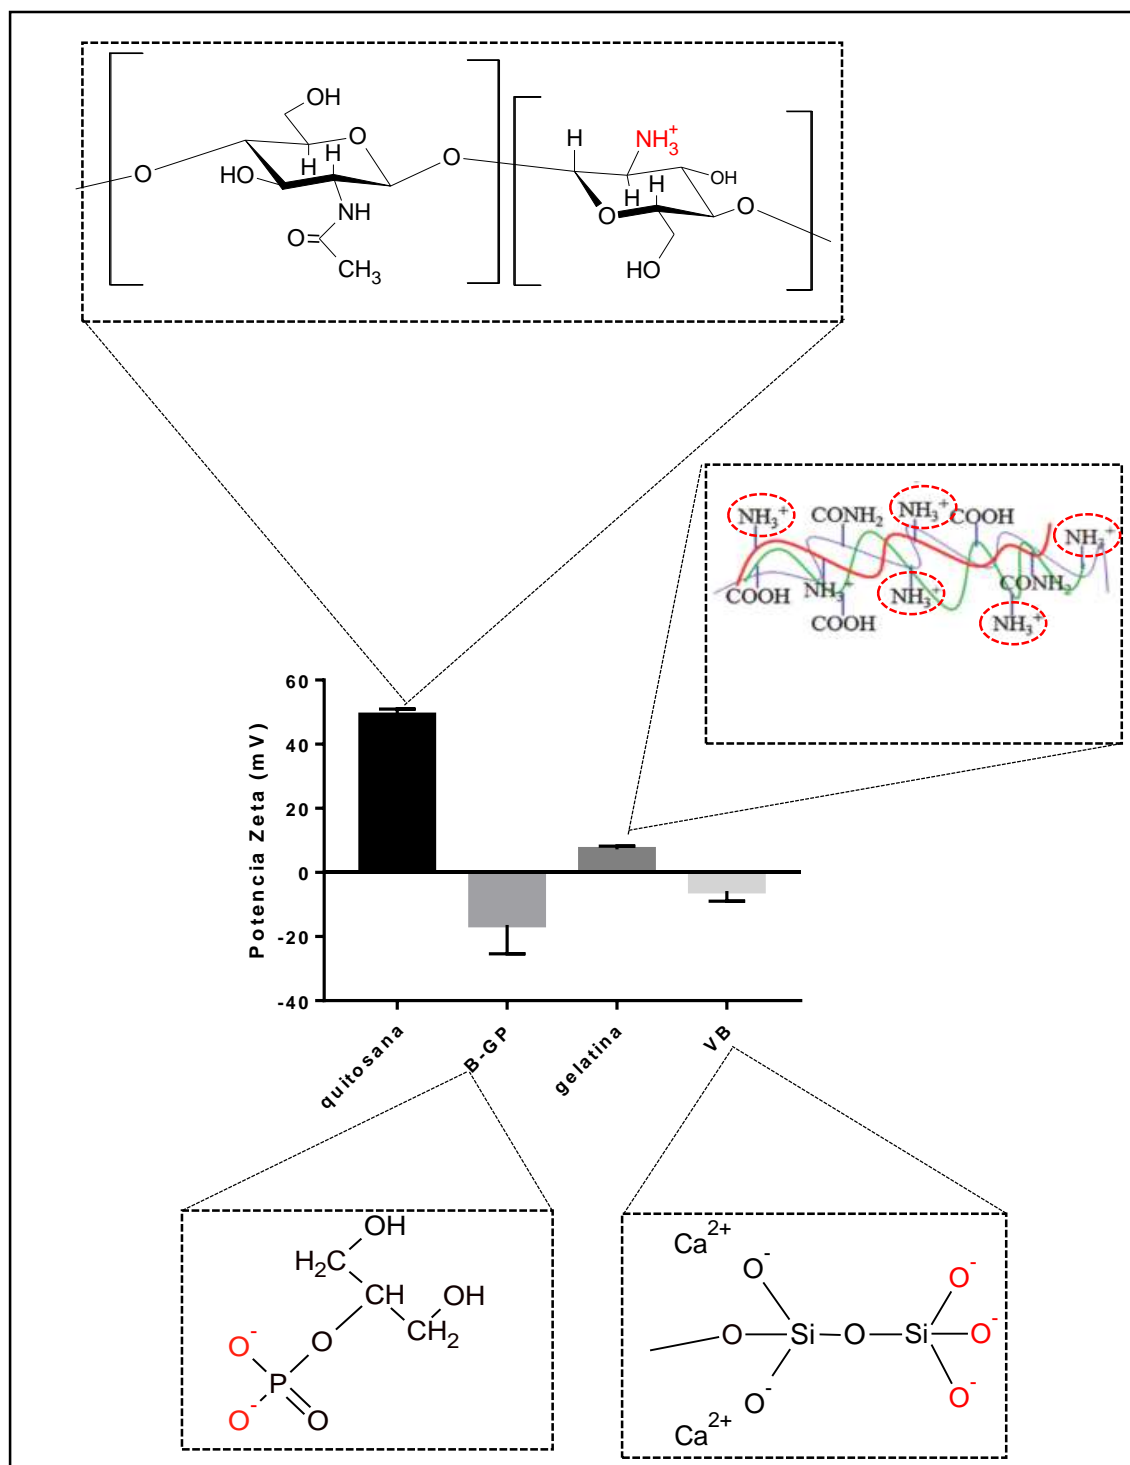 OH
O
O
H
H
HO
NH
O
CH3
O
H
NH3+
H
H
OH
O
O
HO
NH3+
CONH2
NH3+
COOH
NH3+
COOH
NH3+
NH3+
CONH2
COOH
NH3+
60
40
20
0
-20
-40
Potencia Zeta (mV)
quitosana
B-GP
gelatina
VB
OH
H2C
CH
OH
O
CH2
O-
P
O-
O
Ca2+
O-
O-
O
Si
O
Si
O-
O-
O-
Ca2+